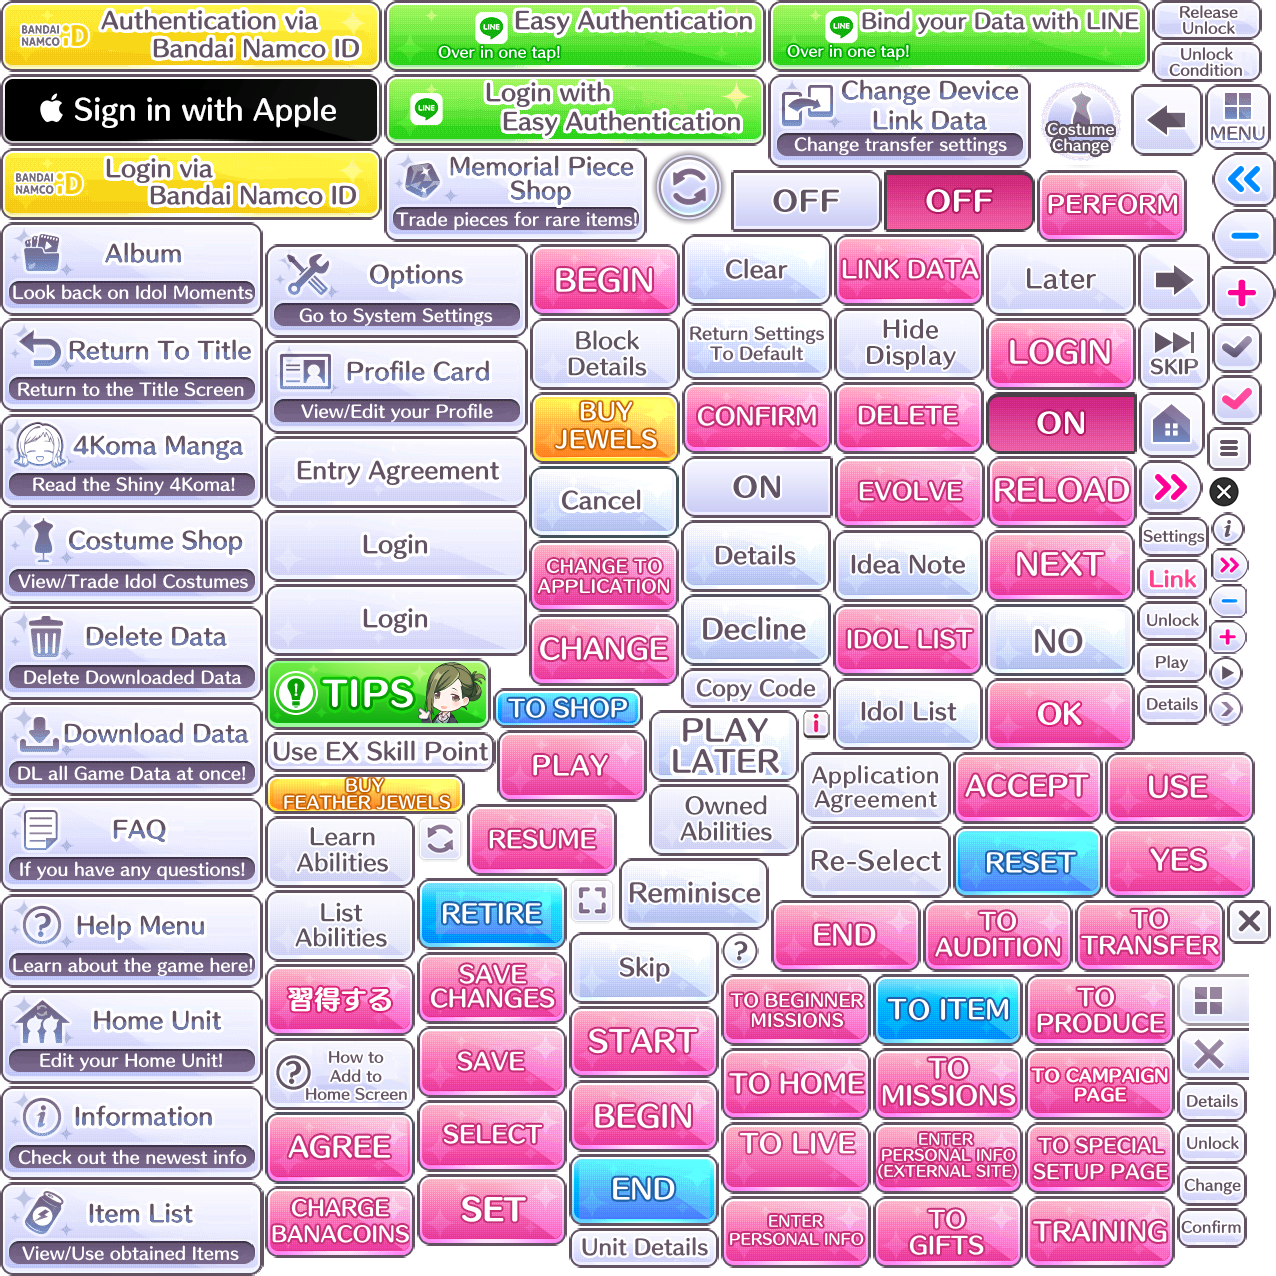 BANDAI
NAMCO
iD
Authentication via
Bandai Namco ID
LINE
Easy Authentication
Over in one tap!
LINE
Bind your Data with LINE
Over in one tap!
Release
Unlock
Unlock
Condition
Sign in with Apple
LINE
Login with
Easy Authentication
Change Device
Link Data
Change transfer settings
Costume
Change
MENU
BANDAI
NAMCO
iD
Login via
Bandai Namco ID
Memorial Piece
Shop
Trade pieces for rare items!
OFF
OFF
PERFORM
Album
Look back on Idol Moments
Return To Title
Return to the Title Screen
4Koma Manga
Read the Shiny 4Koma!
Costume Shop
View/Trade Idol Costumes
Delete Data
Delete Downloaded Data
Download Data
DL all Game Data at once!
FAQ
If you have any questions!
Help Menu
Learn about the game here!
Home Unit
Edit your Home Unit!
Information
Check out the newest info
Item List
View/Use obtained Items
Options
Go to System Settings
Profile Card
View/Edit your Profile
Entry Agreement
Login
Login
TIPS
TO SHOP
Use EX Skill Point
BUY
FEATHER JEWELS
Learn
Abilities
List
Abilities
習得する
How to
Add to
Home Screen
AGREE
CHARGE
BANACOINS
BEGIN
Block
Details
BUY
JEWELS
Cancel
CHANGE TO
APPLICATION
CHANGE
PLAY
RESUME
RETIRE
SAVE
CHANGES
SAVE
SELECT
SET
Clear
Return Settings
To Default
CONFIRM
ON
Details
Decline
Copy Code
PLAY
LATER
Owned
Abilities
Reminisce
Skip
START
BEGIN
END
Unit Details
LINK DATA
Hide
Display
DELETE
EVOLVE
Idea Note
IDOL LIST
Idol List
Later
LOGIN
ON
RELOAD
NEXT
NO
OK
SKIP
Settings
Link
Unlock
Play
Details
Application
Agreement
ACCEPT
USE
Re-Select
RESET
YES
END
TO
AUDITION
TO
TRANSFER
TO BEGINNER
MISSIONS
TO ITEM
TO
PRODUCE
TO HOME
TO
MISSIONS
TO CAMPAIGN
PAGE
TO LIVE
ENTER
PERSONAL INFO
(EXTERNAL SITE)
TO SPECIAL
SETUP PAGE
ENTER
PERSONAL INFO
TO
GIFTS
TRAINING
Details
Unlock
Change
Confirm